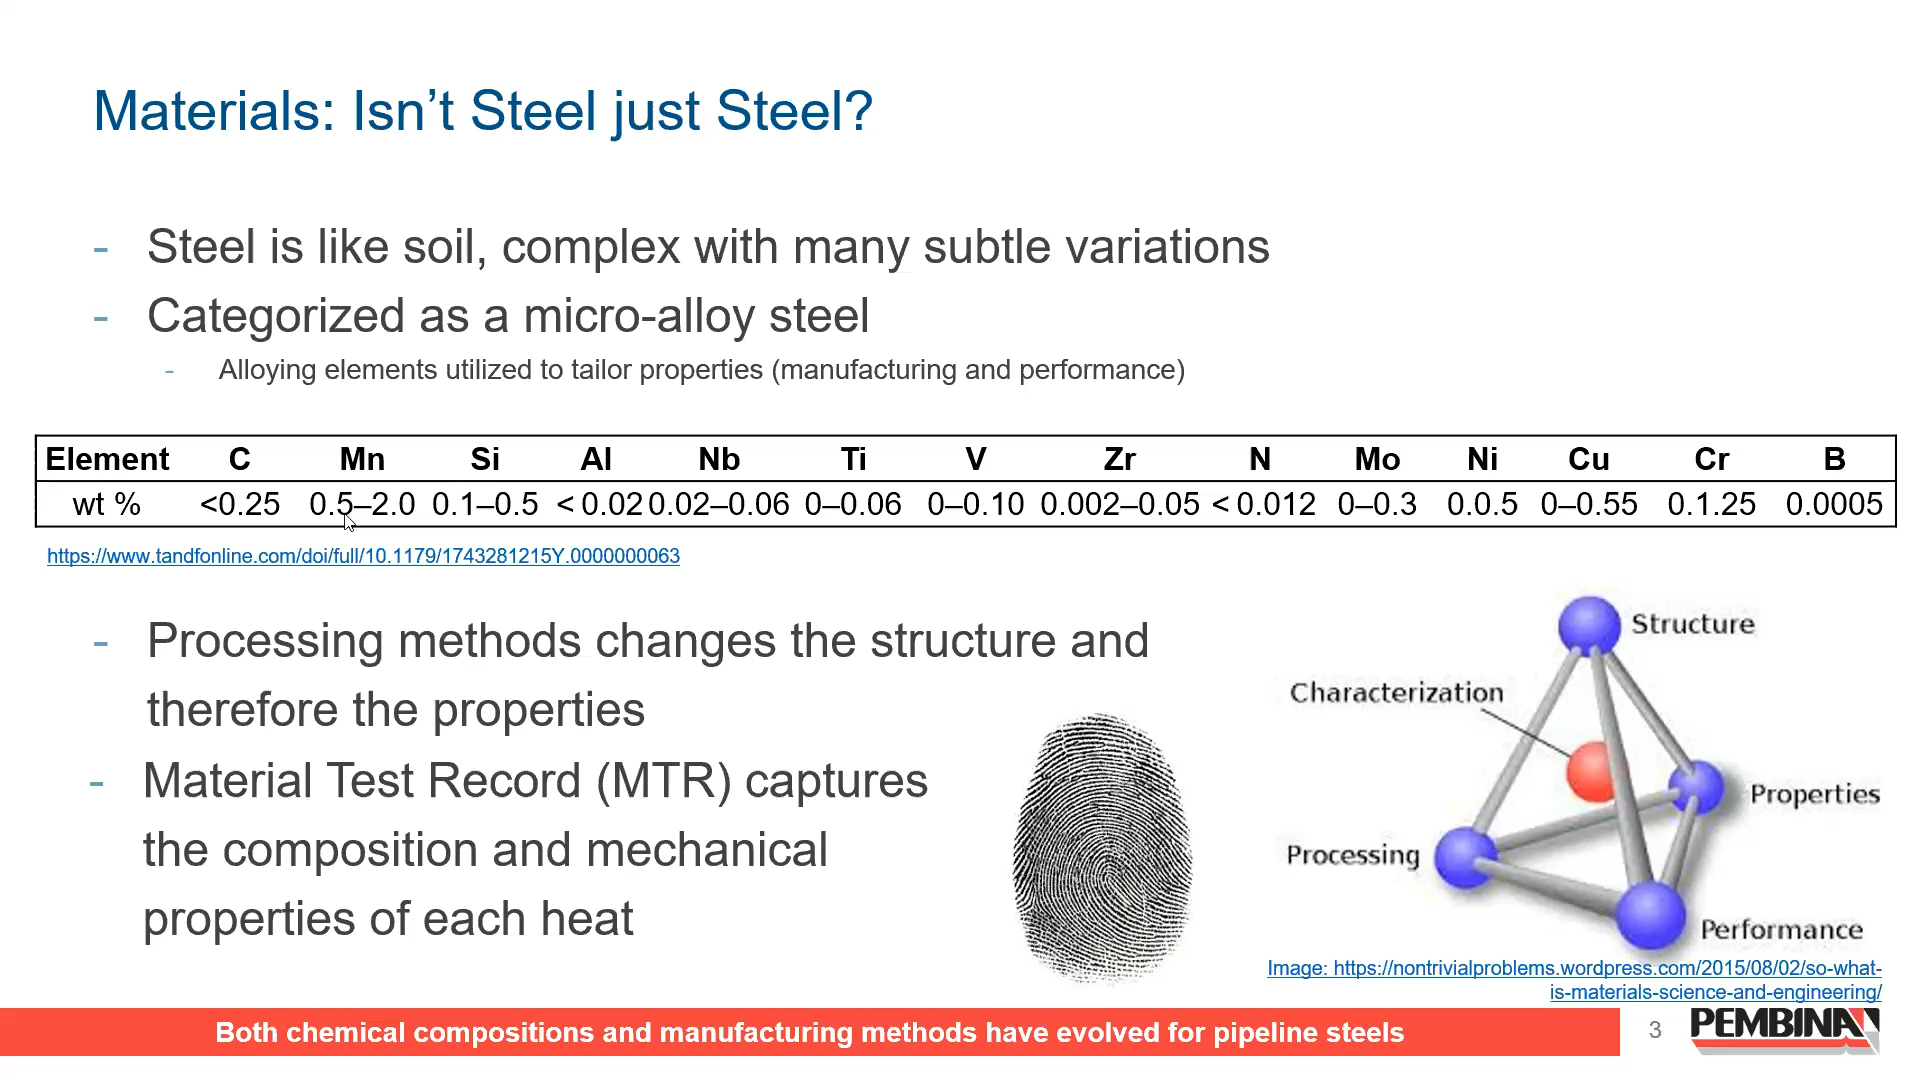 Materials: Isn’t Steel just Steel?
- Steel is like soil, complex with many subtle variations
- Categorized as a micro-alloy steel
- Alloying elements utilized to tailor properties (manufacturing and performance)
Element C Mn Si Al Nb Ti V Zr N Mo Ni Cu Cr B
wt % <0.25 0.5–2.0 0.1–0.5 < 0.02 0.02–0.06 0–0.06 0–0.10 0.002–0.05 < 0.012 0–0.3 0.0.5 0–0.55 0.1.25 0.0005
https://www.tandfonline.com/doi/full/10.1179/1743281215Y.0000000063
- Processing methods changes the structure and
therefore the properties
- Material Test Record (MTR) captures
the composition and mechanical
properties of each heat
Structure
Characterization
Properties
Processing
Performance
Image: https://nontrivialproblems.wordpress.com/2015/08/02/so-what-
is-materials-science-and-engineering/
Both chemical compositions and manufacturing methods have evolved for pipeline steels
3
PEMBINA